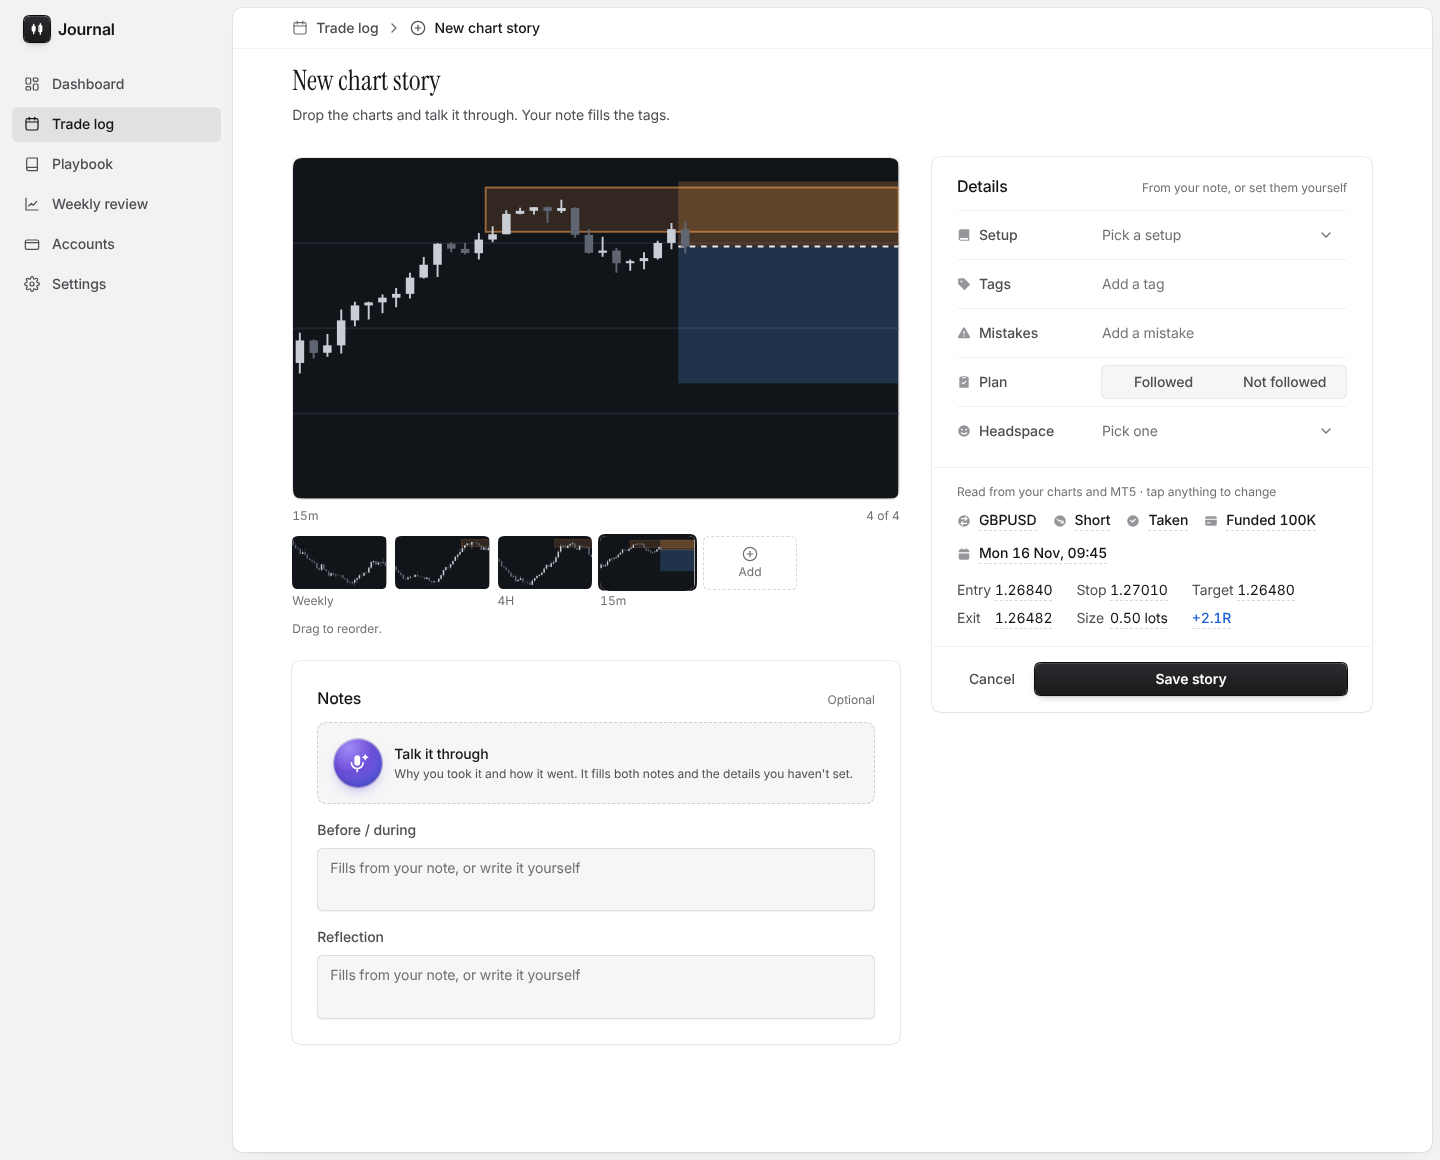 Journal
Dashboard
Trade log
Playbook
Weekly review
Accounts
Settings
Trade log > New chart story
New chart story
Drop the charts and talk it through. Your note fills the tags.
15m
4 of 4
Weekly
4H
15m
Add
Drag to reorder.
Notes
Optional
Talk it through
Why you took it and how it went. It fills both notes and the details you haven't set.
Before / during
Fills from your note, or write it yourself
Reflection
Fills from your note, or write it yourself
Details
From your note, or set them yourself
Setup Pick a setup
Tags Add a tag
Mistakes Add a mistake
Plan Followed Not followed
Headspace Pick one
Read from your charts and MT5 · tap anything to change
GBPUSD Short Taken Funded 100K
Mon 16 Nov, 09:45
Entry 1.26840 Stop 1.27010 Target 1.26480
Exit 1.26482 Size 0.50 lots +2.1R
Cancel Save story